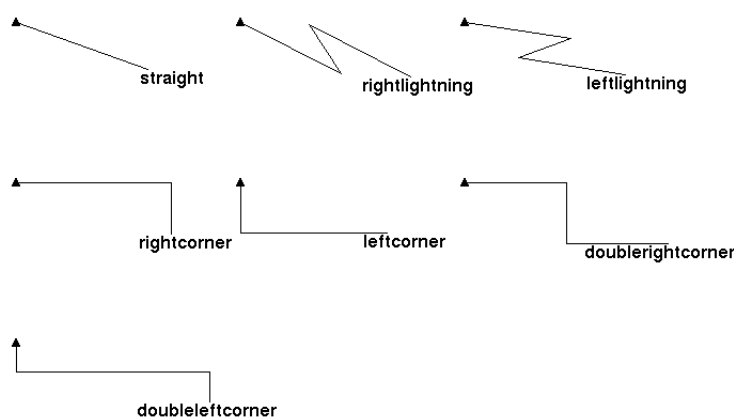 straight
rightlightning
leftlightning
rightcorner
leftcorner
doublerightcorner
doubleleftcorner